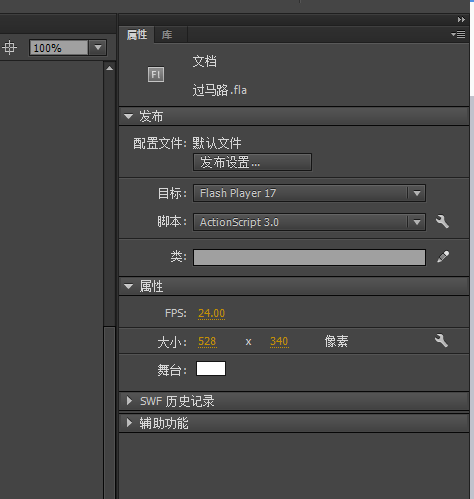 属性 库
100%
Fl
文档
过马路.fla
发布
配置文件: 默认文件
发布设置...
目标: Flash Player 17
脚本: ActionScript 3.0
类:
属性
FPS: 24.00
大小: 528 x 340 像素
舞台:
SWF 历史记录
辅助功能